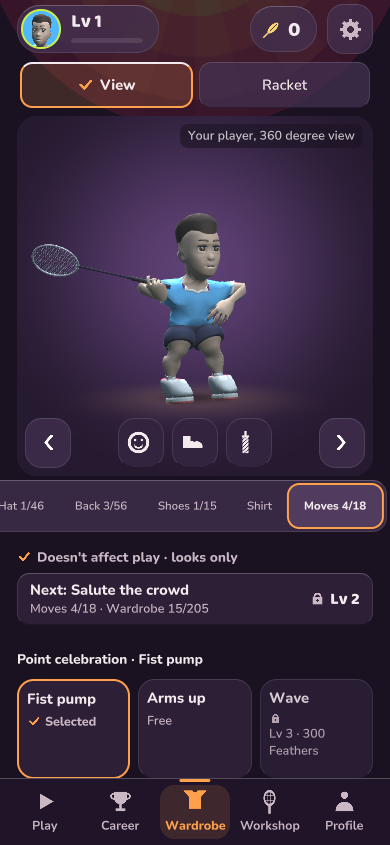 Lv 1
0
View
Racket
Your player, 360 degree view
Hat 1/46
Back 3/56
Shoes 1/15
Shirt
Moves 4/18
Doesn't affect play · looks only
Next: Salute the crowd
Moves 4/18 · Wardrobe 15/205
Lv 2
Point celebration · Fist pump
Fist pump
Selected
Arms up
Free
Wave
Lv 3 · 300
Feathers
Play
Career
Wardrobe
Workshop
Profile